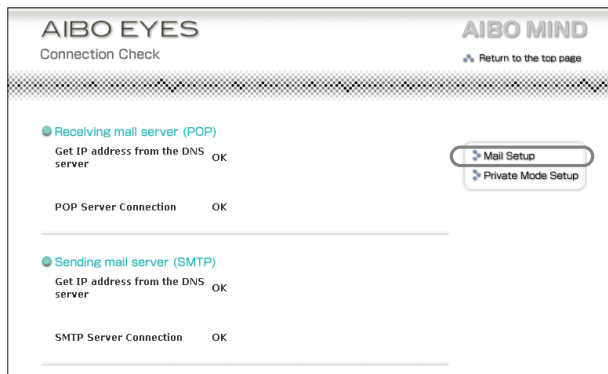 AIBO EYES
Connection Check
AIBO MIND
Return to the top page
Receiving mail server (POP)
Get IP address from the DNS
server
OK
POP Server Connection OK
Mail Setup
Private Mode Setup
Sending mail server (SMTP)
Get IP address from the DNS
server
OK
SMTP Server Connection OK